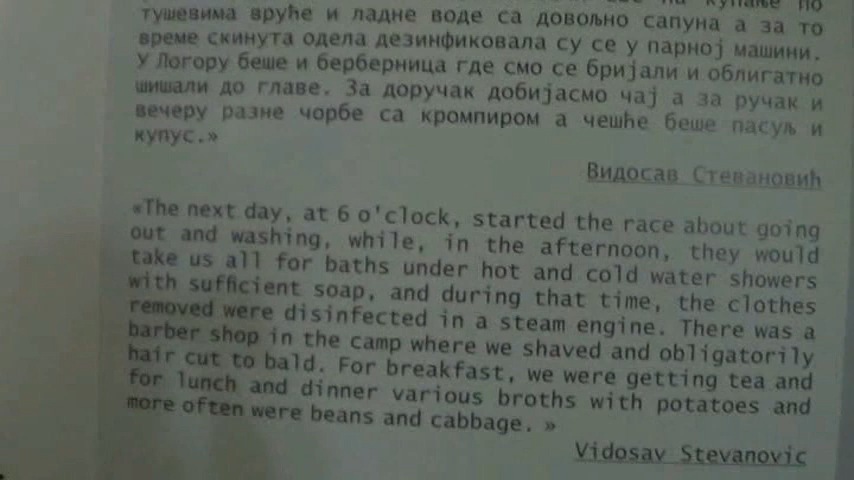 на купање по
тушевима вруће и ладне воде са довољно сапуна а за то
време скинута одела дезинфиковала су се у парној машини.
У Логору беше и берберница где смо се бријали и облигатно
шишали до главе. За доручак добијасмо чај а за ручак и
вечеру разне чорбе са кромпиром а чешће беше пасуљ и
купус.»
Видосав Стевановић
«The next day, at 6 o'clock, started the race about going
out and washing, while, in the afternoon, they would
take us all for baths under hot and cold water showers
with sufficient soap, and during that time, the clothes
removed were disinfected in a steam engine. There was a
barber shop in the camp where we shaved and obligatorily
hair cut to bald. For breakfast, we were getting tea and
for lunch and dinner various broths with potatoes and
more often were beans and cabbage. »
Vidosav Stevanovic